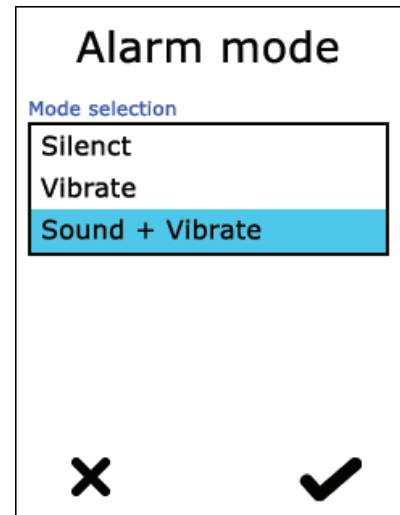 Alarm mode
Mode selection
Silenct
Vibrate
Sound + Vibrate